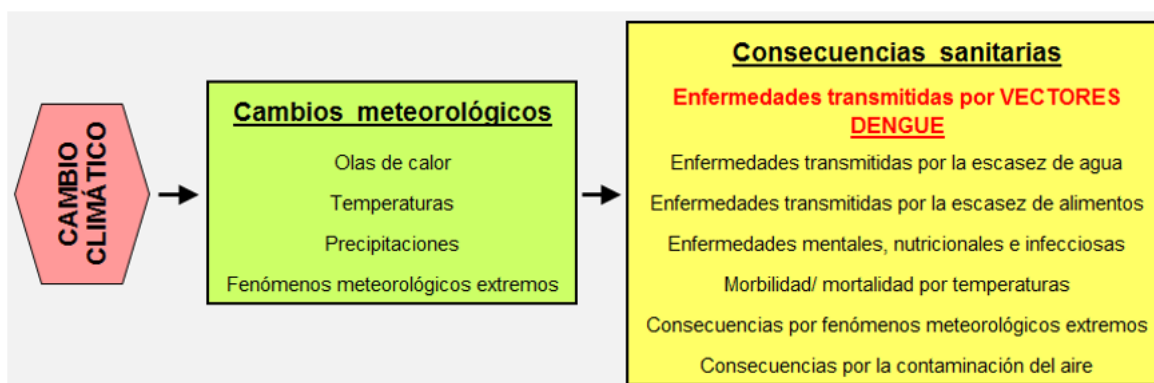 CAMBIO
CLIMÁTICO
Cambios meteorológicos
Olas de calor
Temperaturas
Precipitaciones
Fenómenos meteorológicos extremos
Consecuencias sanitarias
Enfermedades transmitidas por VECTORES
DENGUE
Enfermedades transmitidas por la escasez de agua
Enfermedades transmitidas por la escasez de alimentos
Enfermedades mentales, nutricionales e infecciosas
Morbilidad/ mortalidad por temperaturas
Consecuencias por fenómenos meteorológicos extremos
Consecuencias por la contaminación del aire